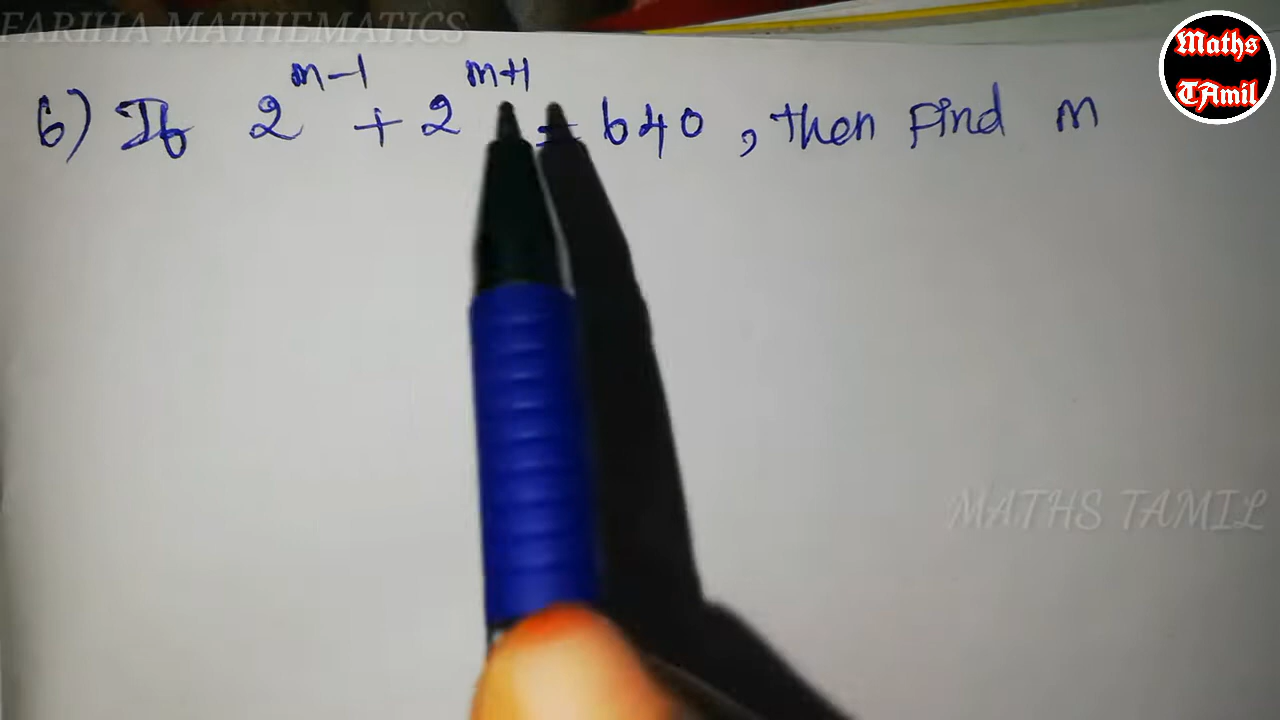 FARIHA MATHEMATICS
Maths
TAmil
6) If 2^{m-1} + 2^{m+1} = 640, then Find m
MATHS TAMIL